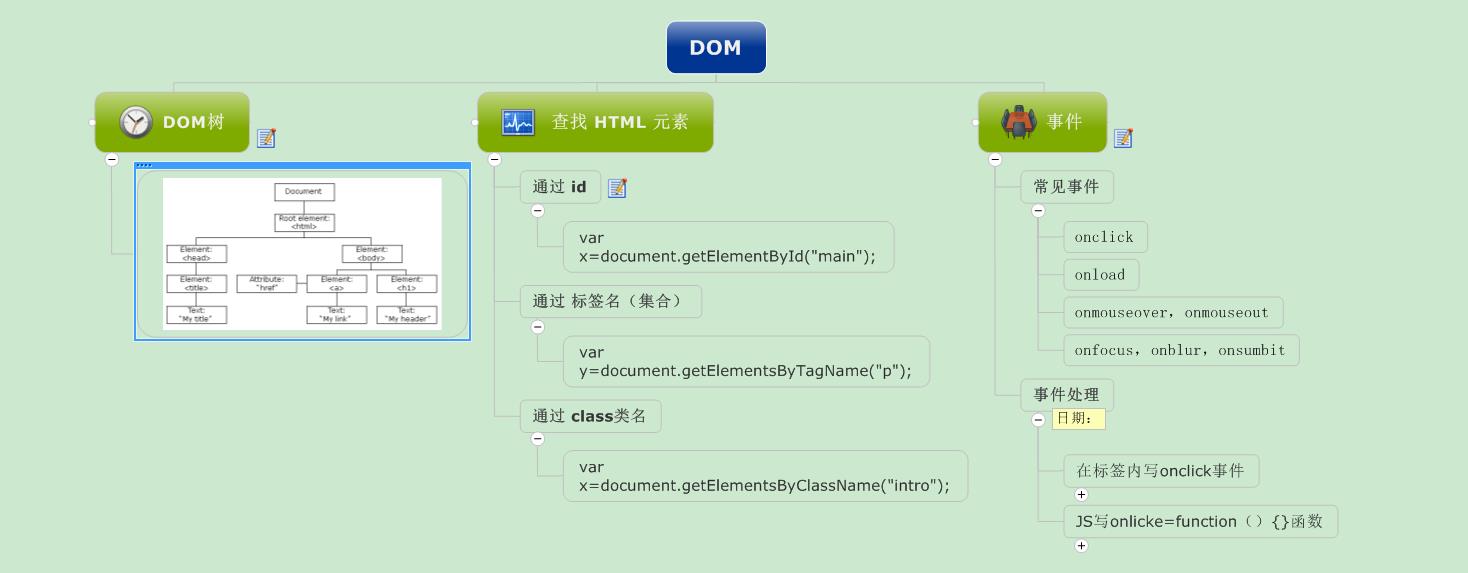 DOM
DOM树
Document
Root element:
<html>
Element:
<head>
Element:
<body>
Element:
<title>
Attribute:
"href"
Element:
<a>
Element:
<h1>
Text:
"My title"
Text:
"My link"
Text:
"My header"
查找 HTML 元素
通过 id
var
x=document.getElementById("main");
通过 标签名（集合）
var
y=document.getElementsByTagName("p");
通过 class类名
var
x=document.getElementsByClassName("intro");
事件
常见事件
onclick
onload
onmouseover，onmouseout
onfocus，onblur，onsumbit
事件处理
日期：
在标签内写onclick事件
JS写onlicke=function（）{}函数